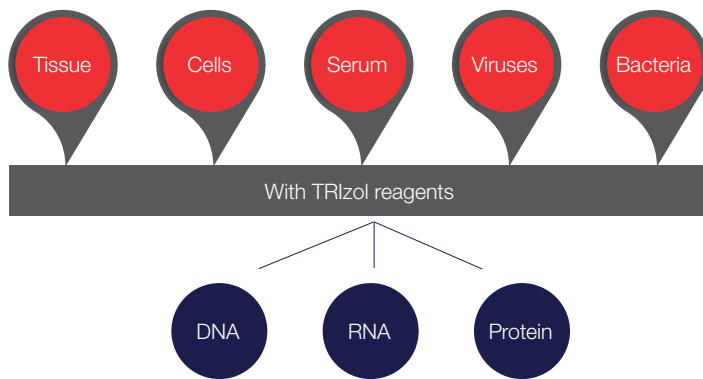 Tissue
Cells
Serum
Viruses
Bacteria
With TRIzol reagents
DNA
RNA
Protein